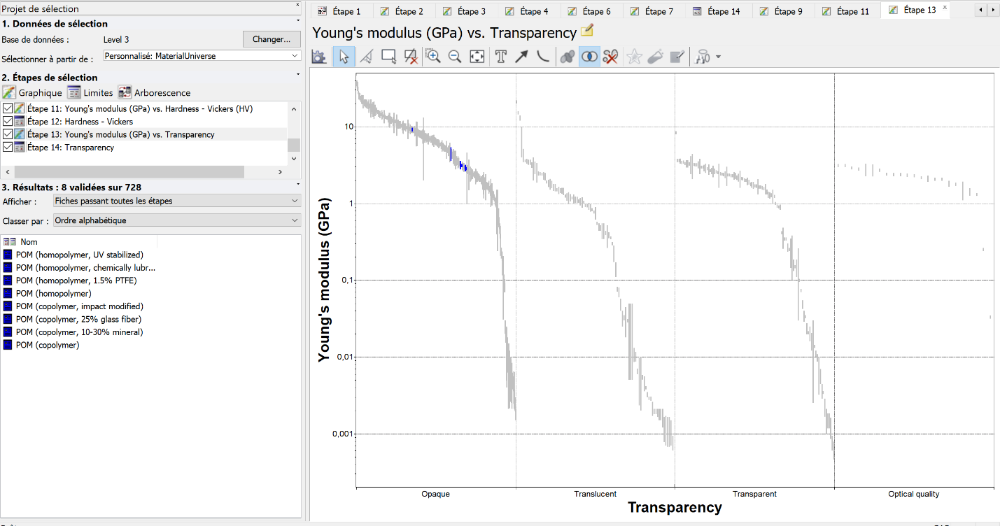 Projet de sélection
1. Données de sélection
Base de données : Level 3 Changer...
Sélectionner à partir de : Personnalisé: MaterialUniverse
2. Étapes de sélection
Graphique Limites Arborescence
Étape 11: Young's modulus (GPa) vs. Hardness - Vickers (HV)
Étape 12: Hardness - Vickers
Étape 13: Young's modulus (GPa) vs. Transparency
Étape 14: Transparency
3. Résultats : 8 validées sur 728
Afficher : Fiches passant toutes les étapes
Classer par : Ordre alphabétique
Nom
POM (homopolymer, UV stabilized)
POM (homopolymer, chemically lubr...
POM (homopolymer, 1.5% PTFE)
POM (homopolymer)
POM (copolymer, impact modified)
POM (copolymer, 25% glass fiber)
POM (copolymer, 10-30% mineral)
POM (copolymer)
Étape 1 Étape 2 Étape 3 Étape 4 Étape 6 Étape 7 Étape 14 Étape 9 Étape 11 Étape 13 x
Young's modulus (GPa) vs. Transparency
Young's modulus (GPa)
10
1
0,1
0,01
0,001
Opaque Translucent Transparent Optical quality
Transparency